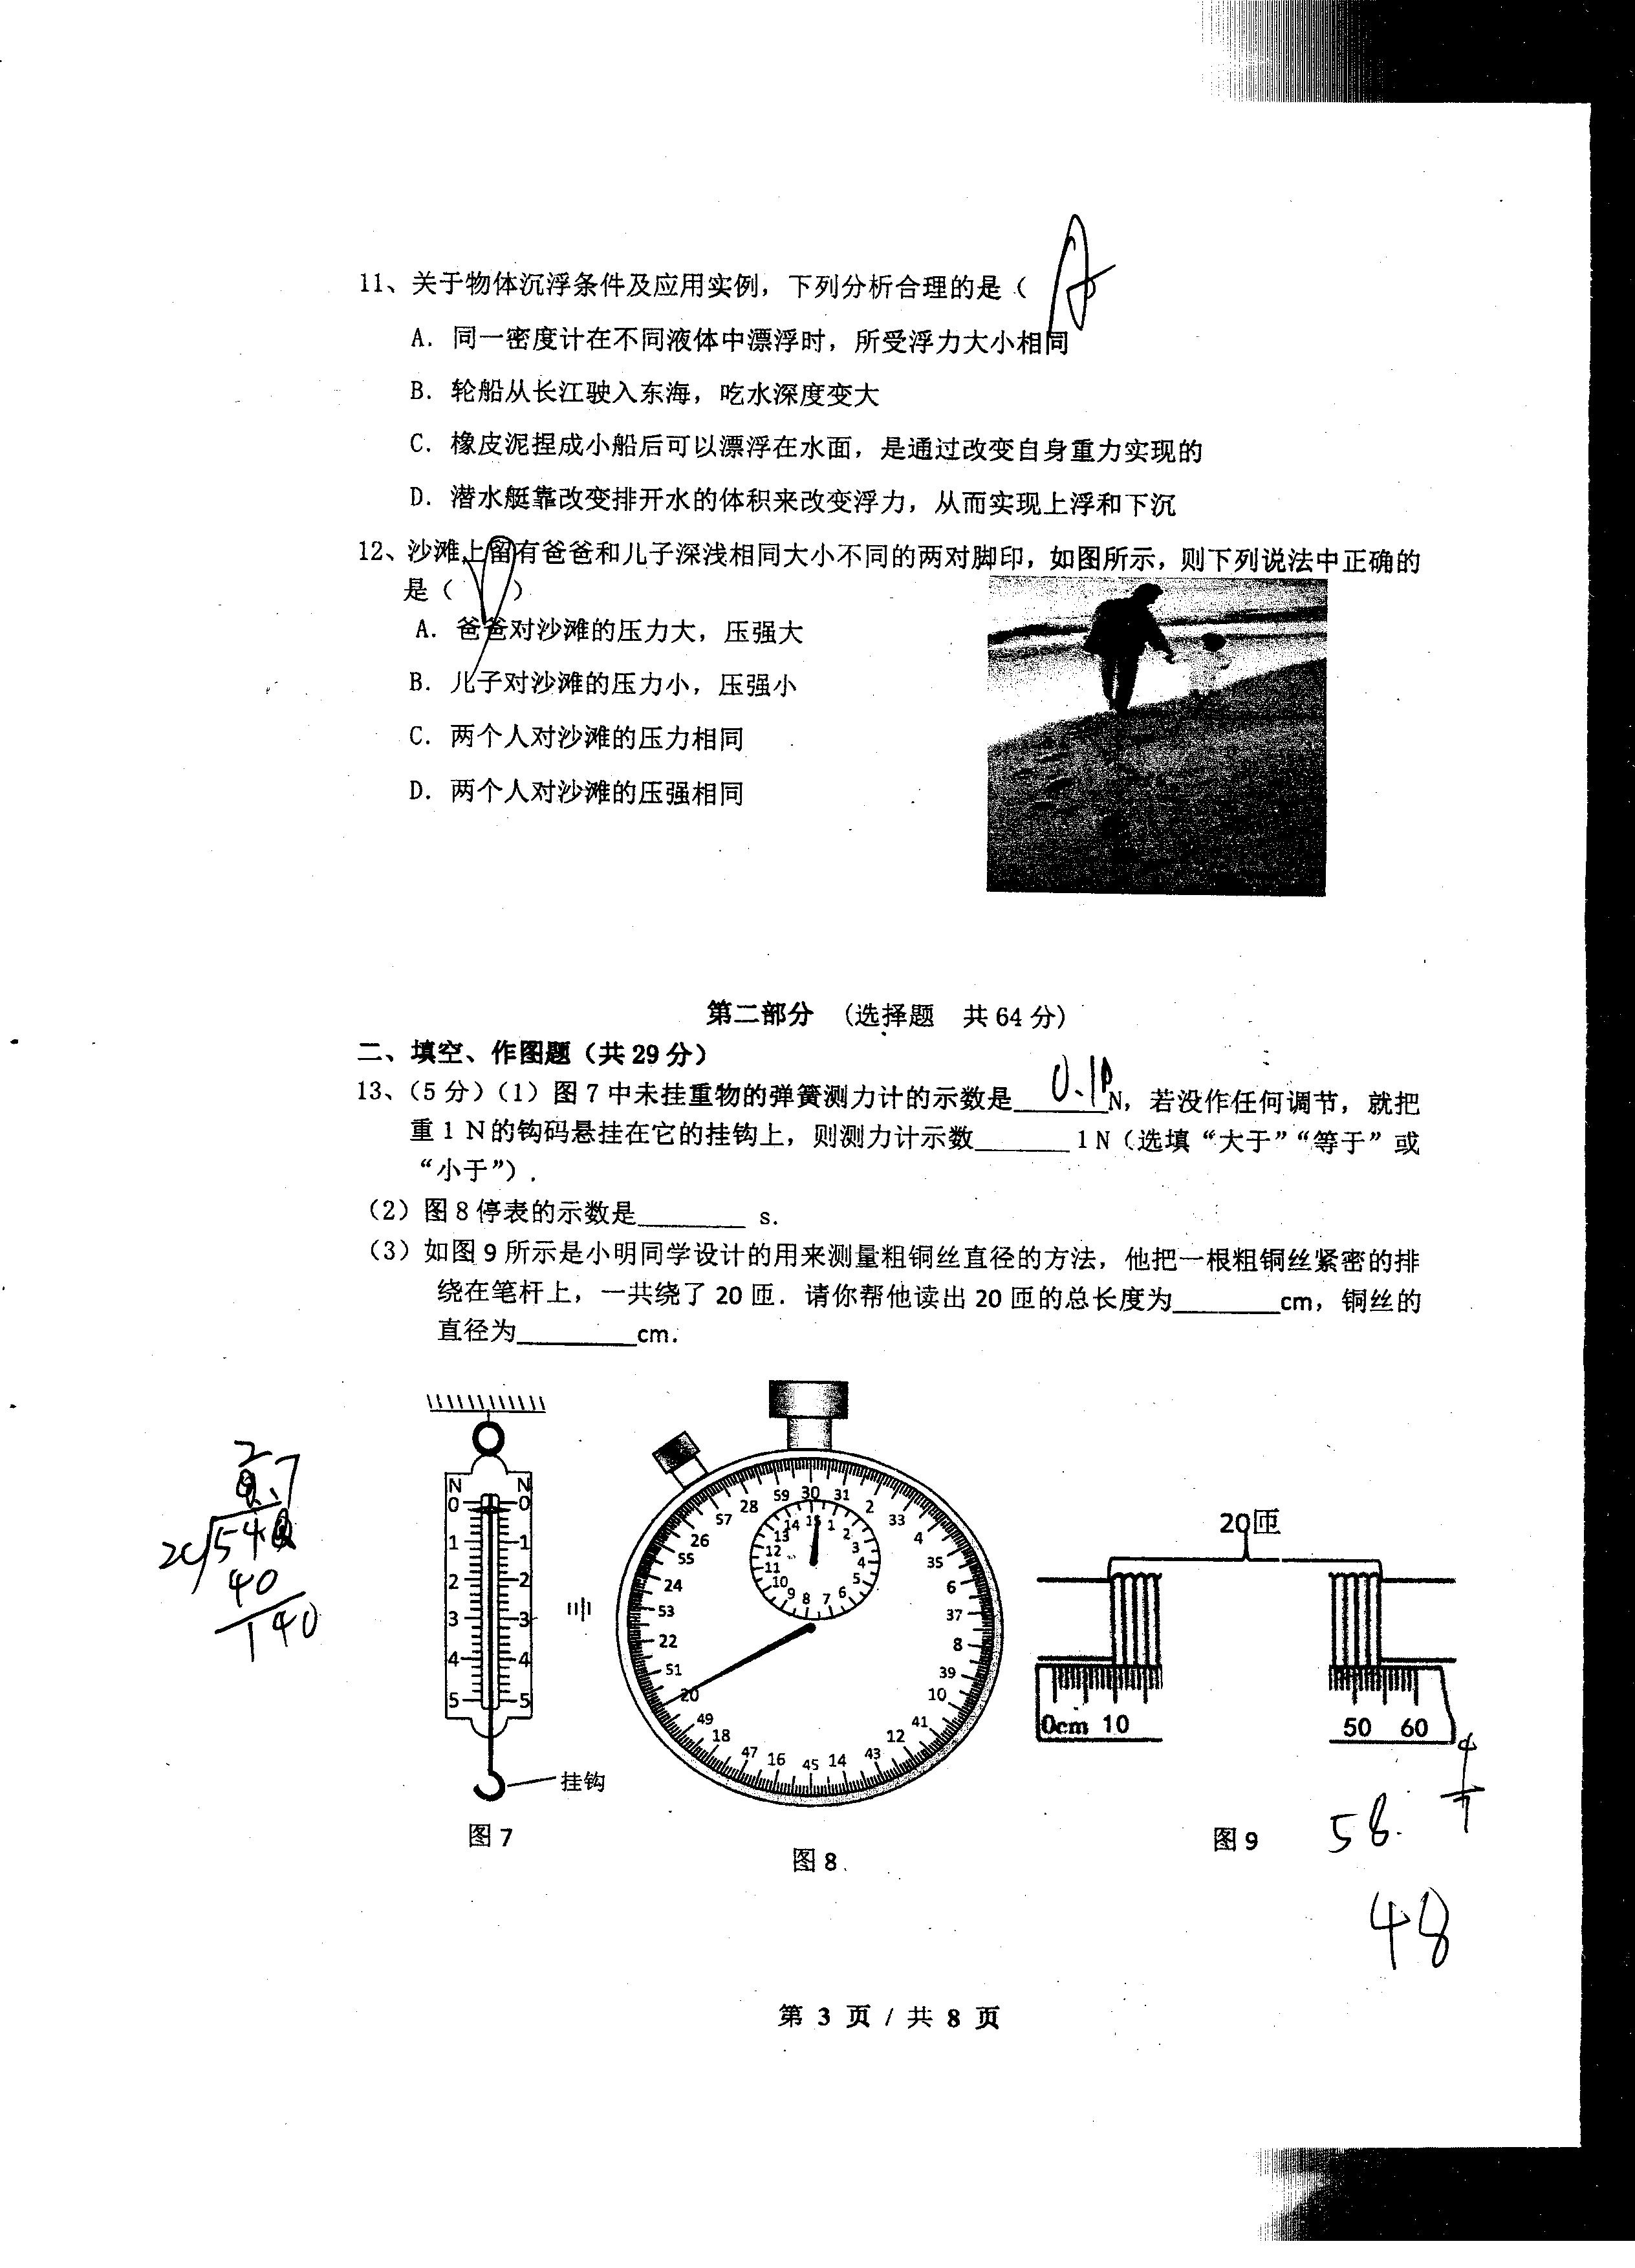 11、关于物体沉浮条件及应用实例，下列分析合理的是（ A
A．同一密度计在不同液体中漂浮时，所受浮力大小相同
B．轮船从长江驶入东海，吃水深度变大
C．橡皮泥捏成小船后可以漂浮在水面，是通过改变自身重力实现的
D．潜水艇靠改变排开水的体积来改变浮力，从而实现上浮和下沉
12、沙滩上留有爸爸和儿子深浅相同大小不同的两对脚印，如图所示，则下列说法中正确的
是（ ）
A．爸爸对沙滩的压力大，压强大
B．儿子对沙滩的压力小，压强小
C．两个人对沙滩的压力相同
D．两个人对沙滩的压强相同
第二部分 （选择题 共 64 分）
二、填空、作图题（共 29 分）
13、（5 分）（1）图 7 中未挂重物的弹簧测力计的示数是______N，若没作任何调节，就把
重 1 N 的钩码悬挂在它的挂钩上，则测力计示数______ 1 N（选填“大于”“等于”或
“小于”）．
（2）图 8 停表的示数是______ s.
（3）如图 9 所示是小明同学设计的用来测量粗铜丝直径的方法，他把一根粗铜丝紧密的排
绕在笔杆上，一共绕了 20 匝．请你帮他读出 20 匝的总长度为______cm，铜丝的
直径为______cm．
N N
0 0
1 1
2 2
3 3
4 4
5 5
挂钩
图 7
59 30 31 2 33 4 35 6 37 8 39 10 41 12 43 14 45 16 47 18 49 20 51 22 53 24 55 26 57 28
15 1 2 3 4 5 6 7 8 9 10 11 12 13 14
图 8
20匝
0cm 10
50 60
图 9
540
40
140
58
48
第 3 页 / 共 8 页